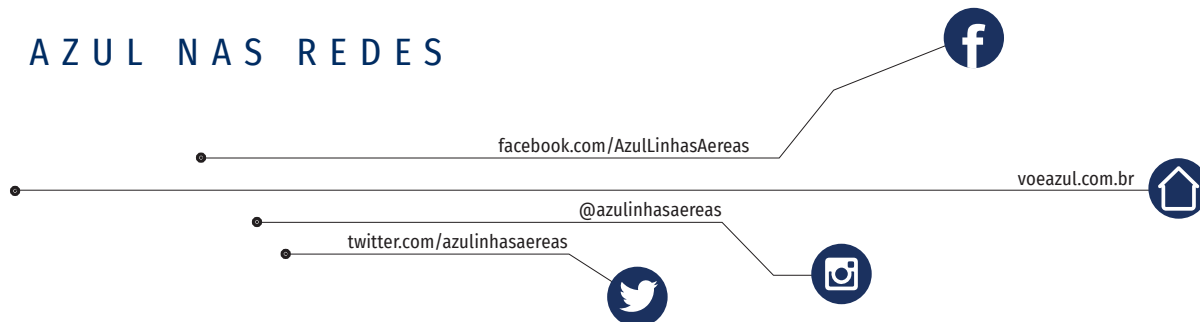 AZUL NAS REDES
facebook.com/AzulLinhasAereas
voeazul.com.br
@azulinhasaereas
twitter.com/azulinhasaereas